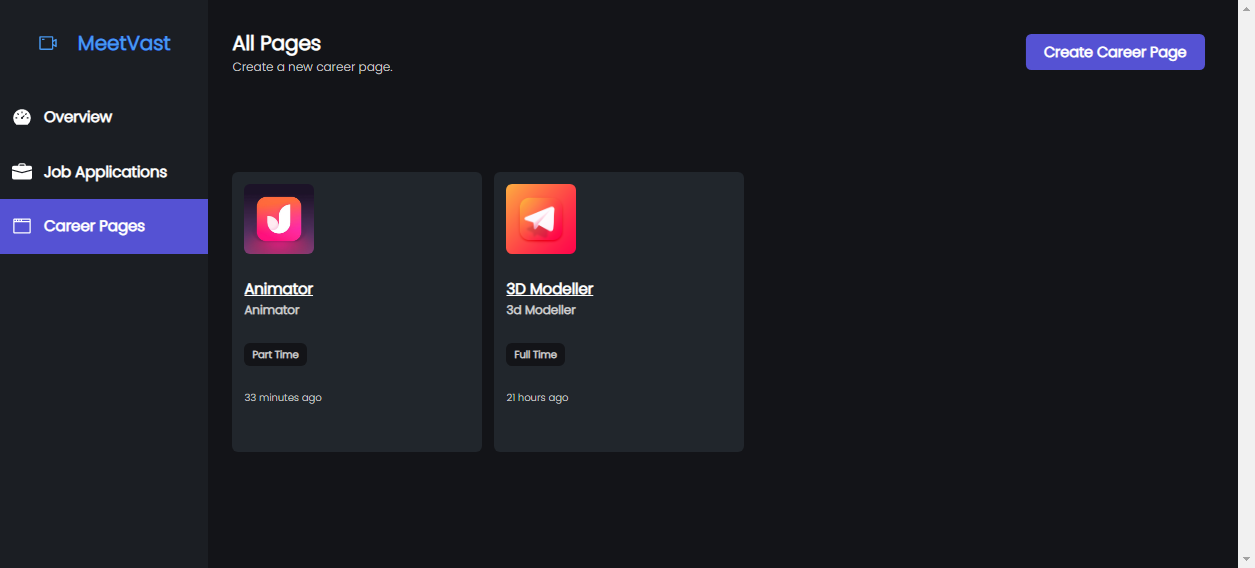 MeetVast
Overview
Job Applications
Career Pages
All Pages
Create a new career page.
Create Career Page
Animator
Animator
Part Time
33 minutes ago
3D Modeller
3d Modeller
Full Time
21 hours ago